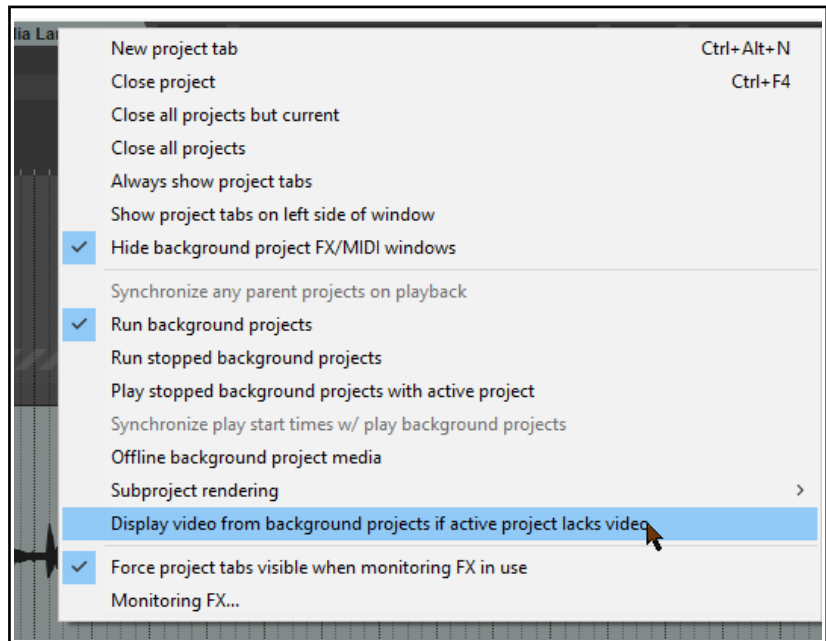 dia Lar
New project tab Ctrl+Alt+N
Close project Ctrl+F4
Close all projects but current
Close all projects
Always show project tabs
Show project tabs on left side of window
Hide background project FX/MIDI windows
Synchronize any parent projects on playback
Run background projects
Run stopped background projects
Play stopped background projects with active project
Synchronize play start times w/ play background projects
Offline background project media
Subproject rendering
Display video from background projects if active project lacks video
Force project tabs visible when monitoring FX in use
Monitoring FX...